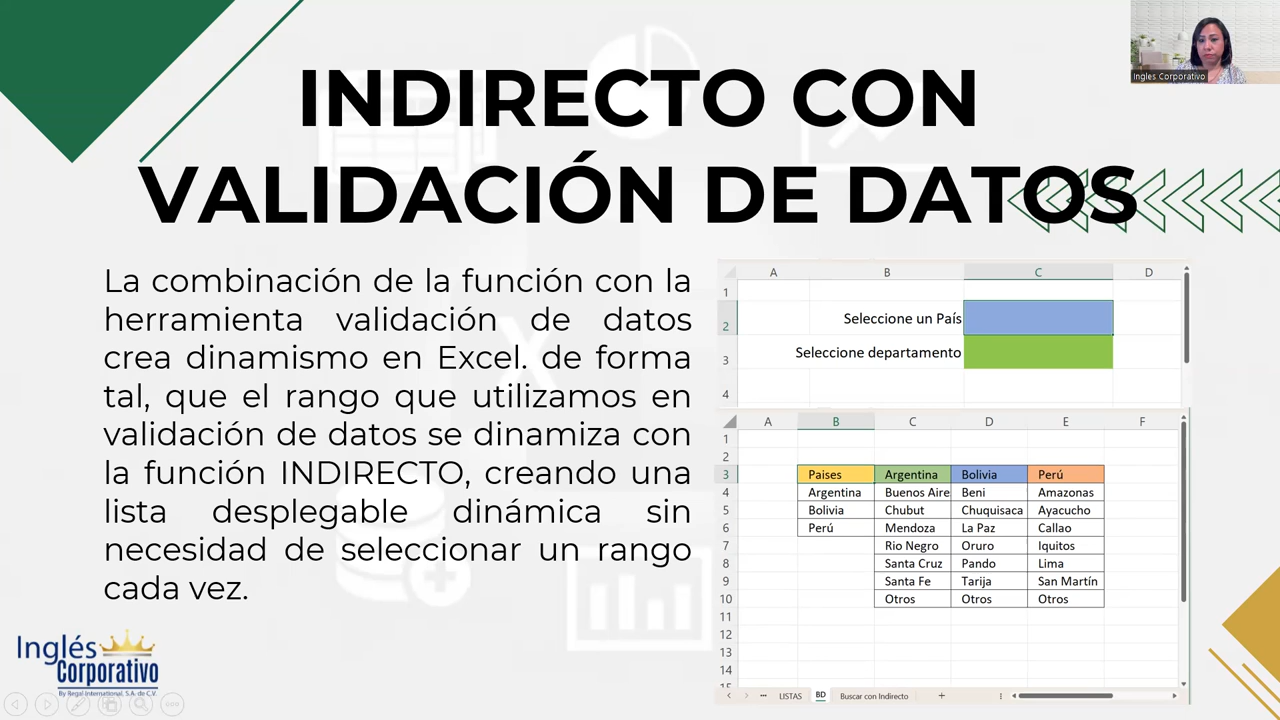 INDIRECTO CON
VALIDACIÓN DE DATOS
Ingles Corporativo
La combinación de la función con la
herramienta validación de datos
crea dinamismo en Excel. de forma
tal, que el rango que utilizamos en
validación de datos se dinamiza con
la función INDIRECTO, creando una
lista desplegable dinámica sin
necesidad de seleccionar un rango
cada vez.
A B C D
1
2 Seleccione un País
3 Seleccione departamento
4
A B C D E F
1
2
3 Paises Argentina Bolivia Perú
4 Argentina Buenos Aire Beni Amazonas
5 Bolivia Chubut Chuquisaca Ayacucho
6 Perú Mendoza La Paz Callao
7 Rio Negro Oruro Iquitos
8 Santa Cruz Pando Lima
9 Santa Fe Tarija San Martín
10 Otros Otros Otros
11
12
13
14
15
LISTAS BD Buscar con Indirecto
Inglés
Corporativo
By Regal International, S.A. de C.V.